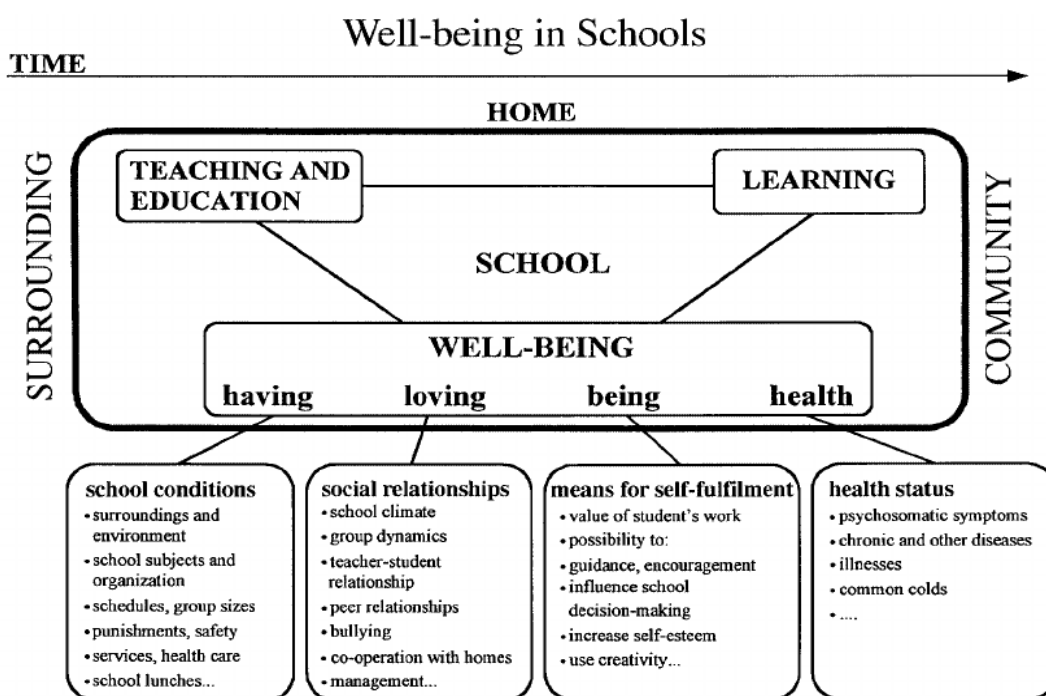 Well-being in Schools
TIME
HOME
SURROUNDING
COMMUNITY
TEACHING AND
EDUCATION
LEARNING
SCHOOL
WELL-BEING
having loving being health
school conditions
• surroundings and
environment
• school subjects and
organization
• schedules, group sizes
• punishments, safety
• services, health care
• school lunches...
social relationships
• school climate
• group dynamics
• teacher-student
relationship
• peer relationships
• bullying
• co-operation with homes
• management...
means for self-fulfilment
• value of student's work
• possibility to:
• guidance, encouragement
• influence school
decision-making
• increase self-esteem
• use creativity...
health status
• psychosomatic symptoms
• chronic and other diseases
• illnesses
• common colds
• ....